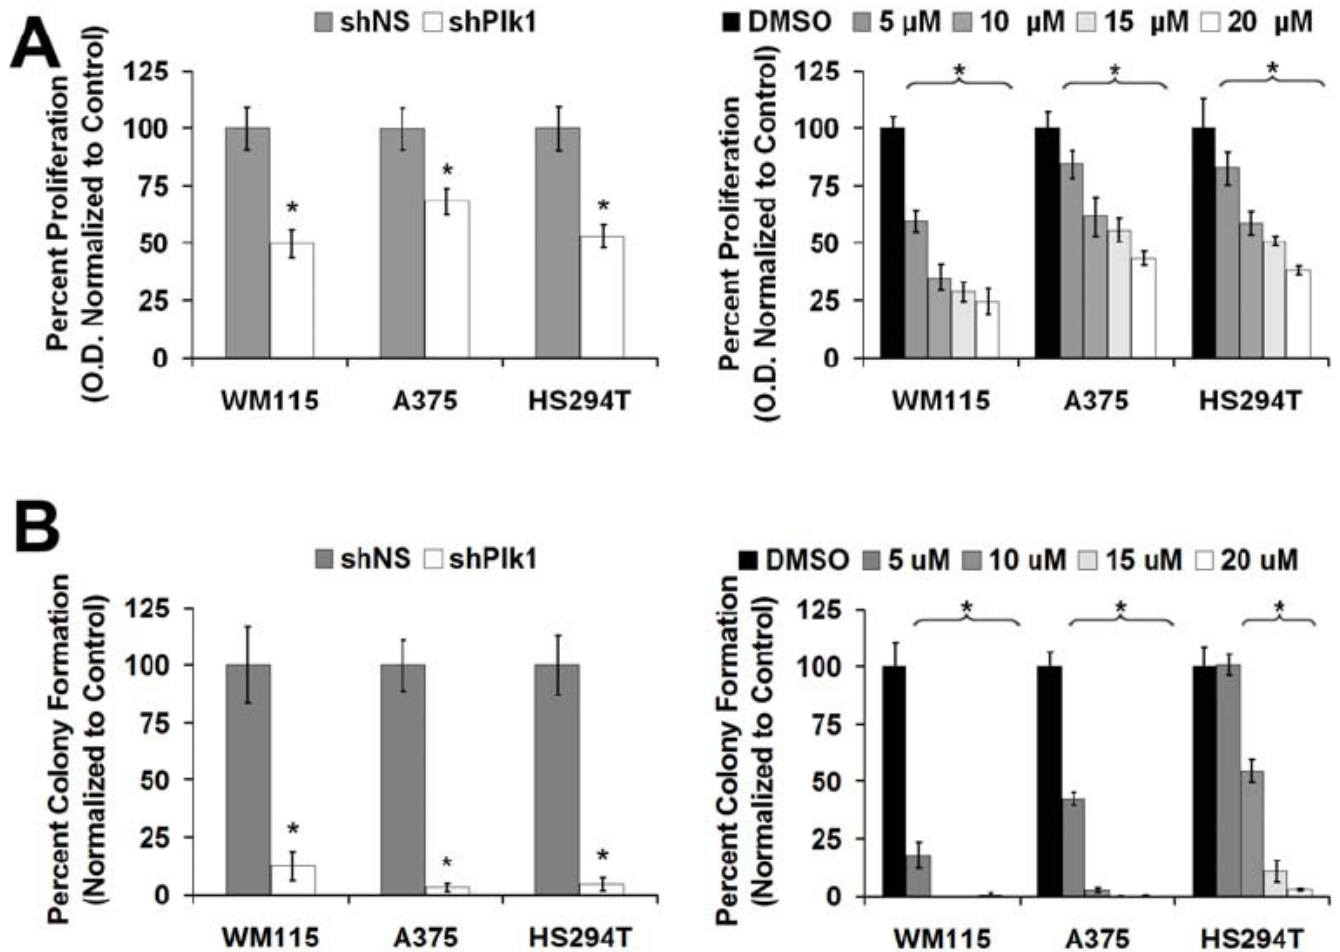 A
shNS shPlk1
Percent Proliferation
(O.D. Normalized to Control)
125
100
75
50
25
0
*
*
*
WM115 A375 HS294T
DMSO 5 µM 10 µM 15 µM 20 µM
Percent Proliferation
(O.D. Normalized to Control)
125
100
75
50
25
0
* * *
WM115 A375 HS294T
B
shNS shPlk1
Percent Colony Formation
(Normalized to Control)
125
100
75
50
25
0
*
*
*
WM115 A375 HS294T
DMSO 5 uM 10 uM 15 uM 20 uM
Percent Colony Formation
(Normalized to Control)
125
100
75
50
25
0
* * *
WM115 A375 HS294T